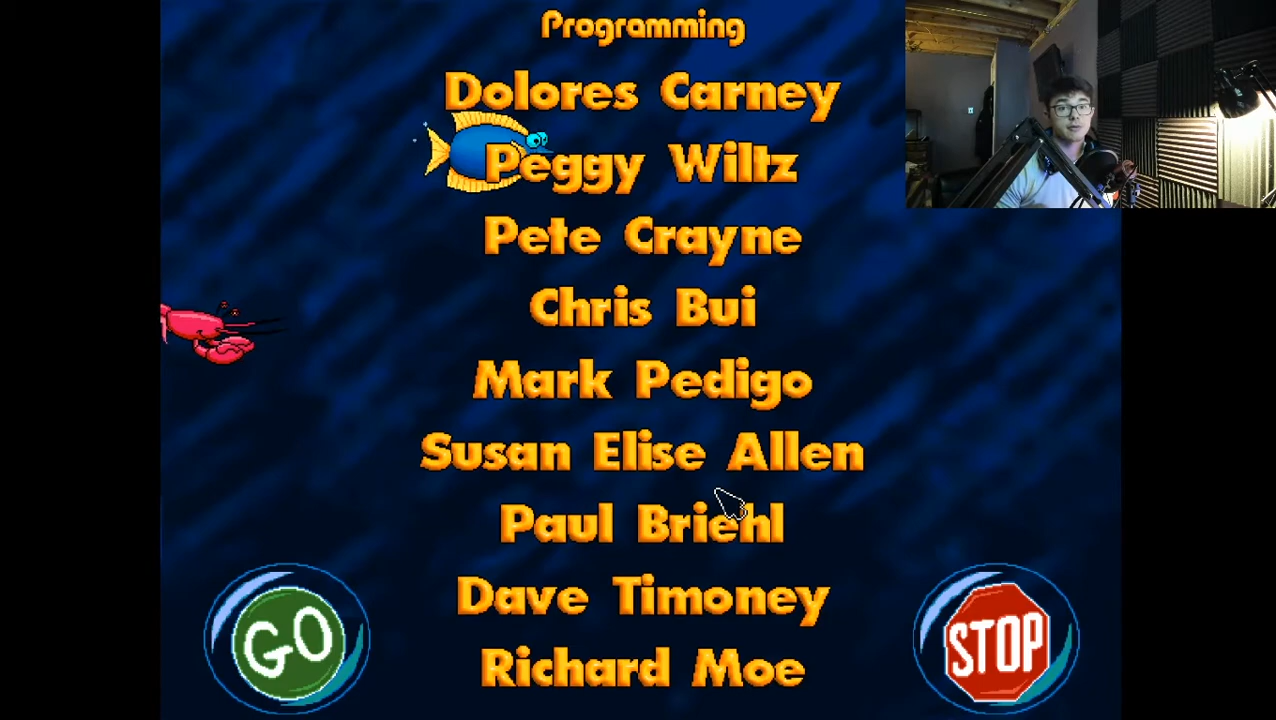 Programming
Dolores Carney
Peggy Wiltz
Pete Crayne
Chris Bui
Mark Pedigo
Susan Elise Allen
Paul Briehl
Dave Timoney
Richard Moe
GO
STOP